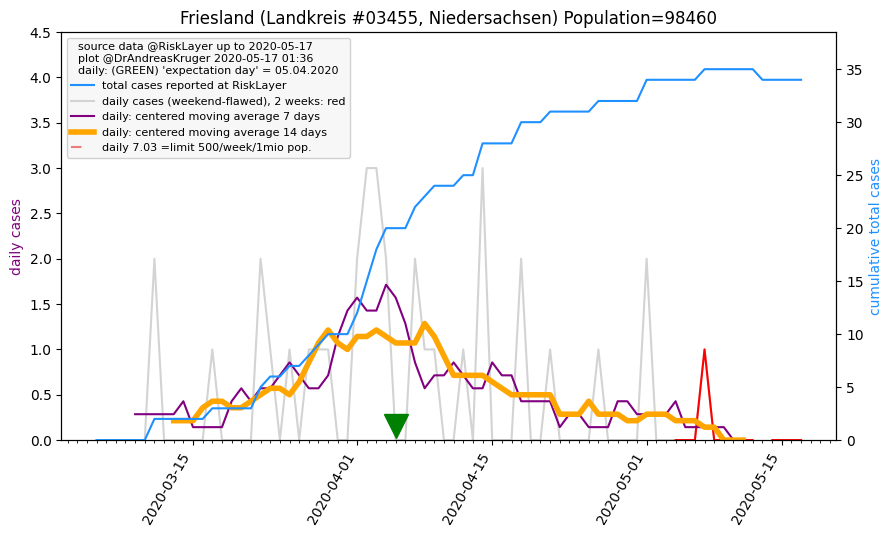 Friesland (Landkreis #03455, Niedersachsen) Population=98460
source data @RiskLayer up to 2020-05-17
plot @DrAndreasKruger 2020-05-17 01:36
daily: (GREEN) 'expectation day' = 05.04.2020
total cases reported at RiskLayer
daily cases (weekend-flawed), 2 weeks: red
daily: centered moving average 7 days
daily: centered moving average 14 days
daily 7.03 =limit 500/week/1mio pop.
daily cases
4.5
4.0
3.5
3.0
2.5
2.0
1.5
1.0
0.5
0.0
35
30
25
20
15
10
5
0
cumulative total cases
2020-03-15
2020-04-01
2020-04-15
2020-05-01
2020-05-15